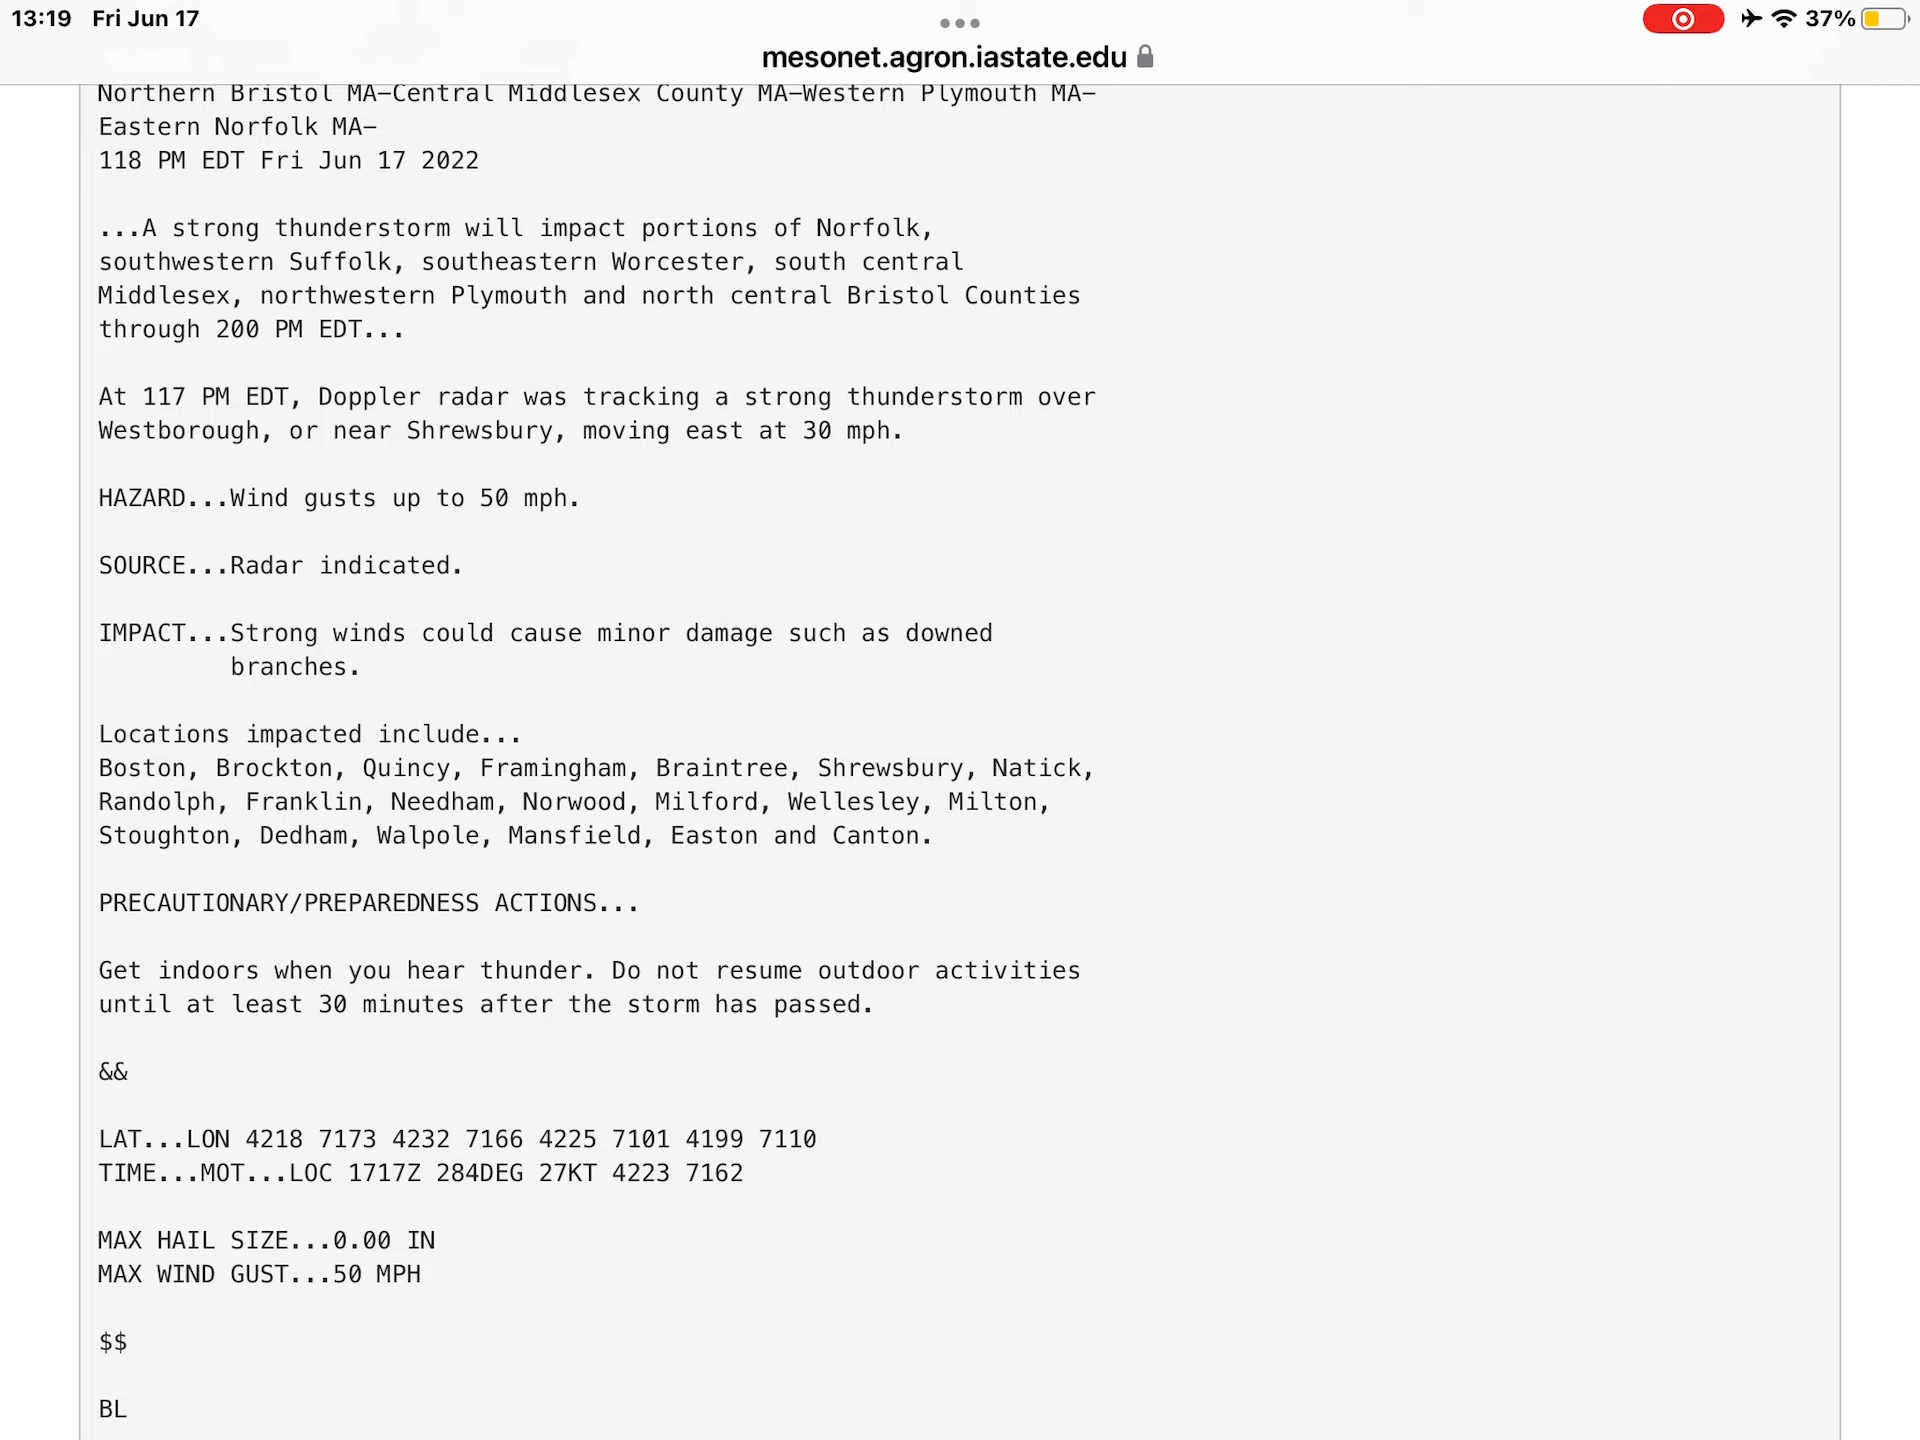 13:19 Fri Jun 17
37%
mesonet.agron.iastate.edu
Northern Bristol MA-Central Middlesex County MA-Western Plymouth MA-
Eastern Norfolk MA-
118 PM EDT Fri Jun 17 2022
...A strong thunderstorm will impact portions of Norfolk,
southwestern Suffolk, southeastern Worcester, south central
Middlesex, northwestern Plymouth and north central Bristol Counties
through 200 PM EDT...
At 117 PM EDT, Doppler radar was tracking a strong thunderstorm over
Westborough, or near Shrewsbury, moving east at 30 mph.
HAZARD...Wind gusts up to 50 mph.
SOURCE...Radar indicated.
IMPACT...Strong winds could cause minor damage such as downed
branches.
Locations impacted include...
Boston, Brockton, Quincy, Framingham, Braintree, Shrewsbury, Natick,
Randolph, Franklin, Needham, Norwood, Milford, Wellesley, Milton,
Stoughton, Dedham, Walpole, Mansfield, Easton and Canton.
PRECAUTIONARY/PREPAREDNESS ACTIONS...
Get indoors when you hear thunder. Do not resume outdoor activities
until at least 30 minutes after the storm has passed.
&&
LAT...LON 4218 7173 4232 7166 4225 7101 4199 7110
TIME...MOT...LOC 1717Z 284DEG 27KT 4223 7162
MAX HAIL SIZE...0.00 IN
MAX WIND GUST...50 MPH
$$
BL